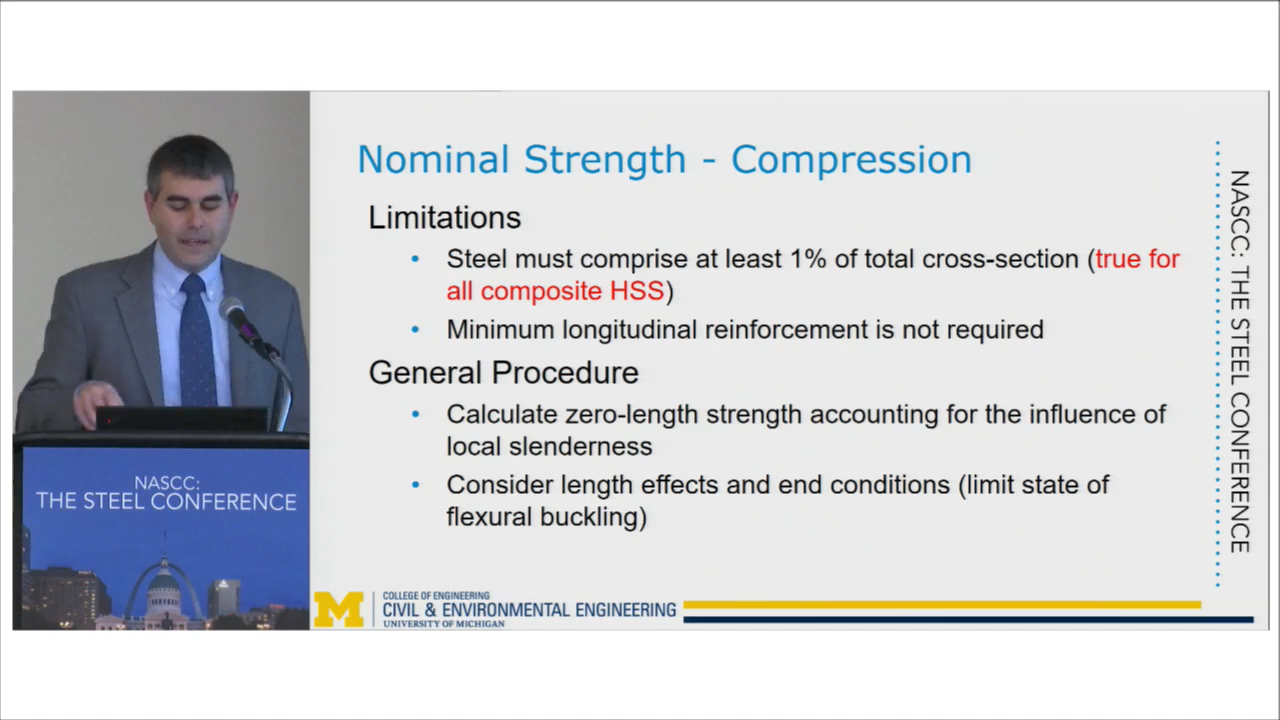 Nominal Strength - Compression
Limitations
• Steel must comprise at least 1% of total cross-section (true for
all composite HSS)
• Minimum longitudinal reinforcement is not required
General Procedure
• Calculate zero-length strength accounting for the influence of
local slenderness
• Consider length effects and end conditions (limit state of
flexural buckling)
NASCC: THE STEEL CONFERENCE
NASCC:
THE STEEL CONFERENCE
M
COLLEGE OF ENGINEERING
CIVIL & ENVIRONMENTAL ENGINEERING
UNIVERSITY OF MICHIGAN